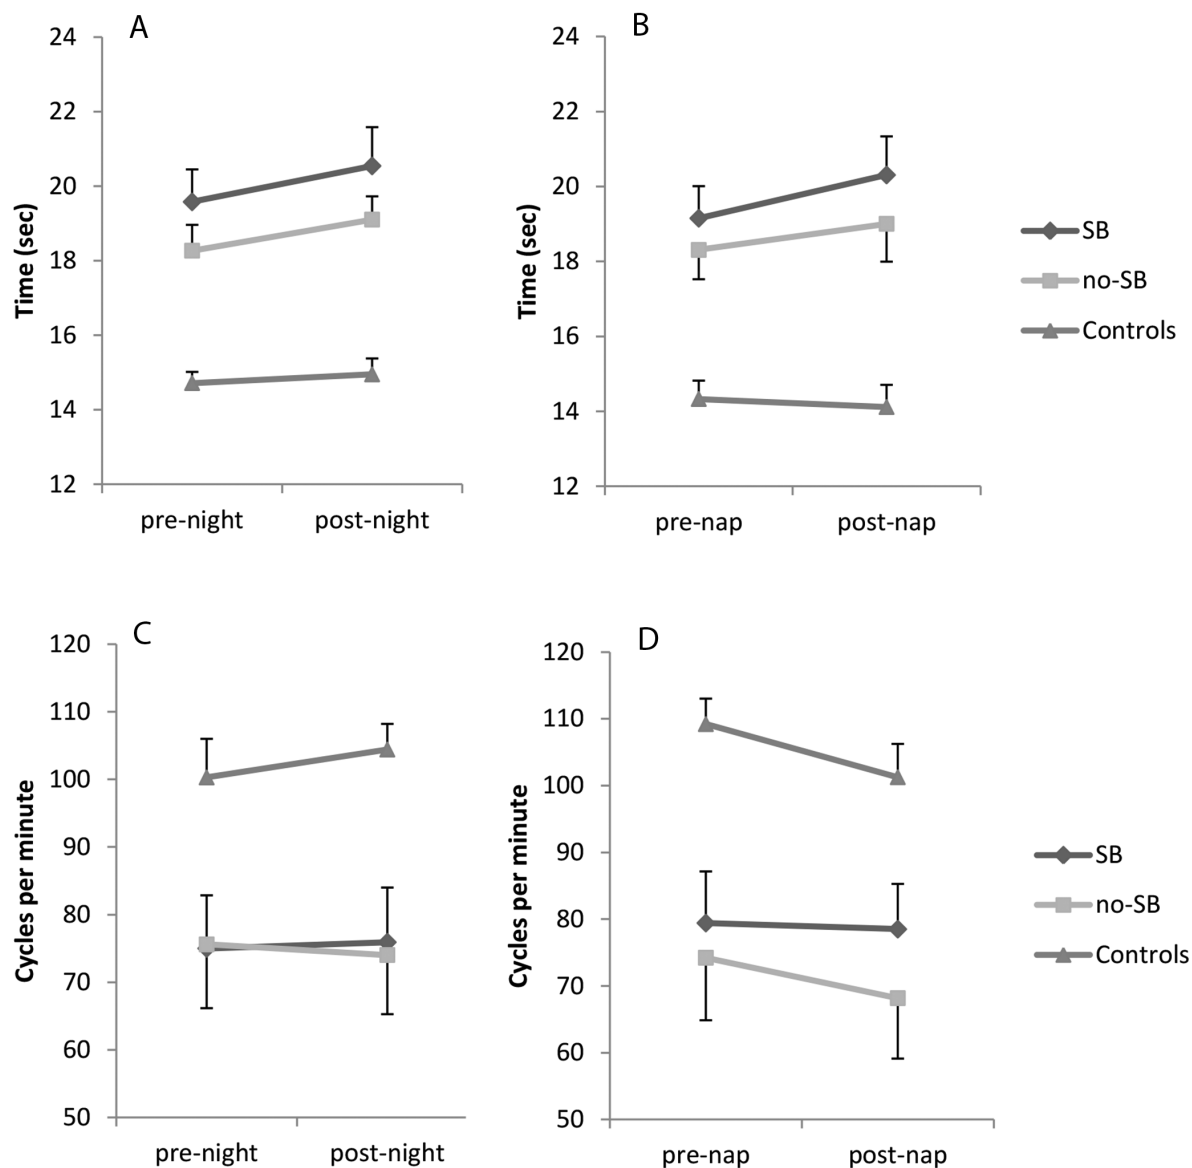 A
24
22
20
18
16
14
12
Time (sec)
pre-night post-night
B
24
22
20
18
16
14
12
Time (sec)
pre-nap post-nap
SB
no-SB
Controls
C
120
110
100
90
80
70
60
50
Cycles per minute
pre-night post-night
D
120
110
100
90
80
70
60
50
Cycles per minute
pre-nap post-nap
SB
no-SB
Controls